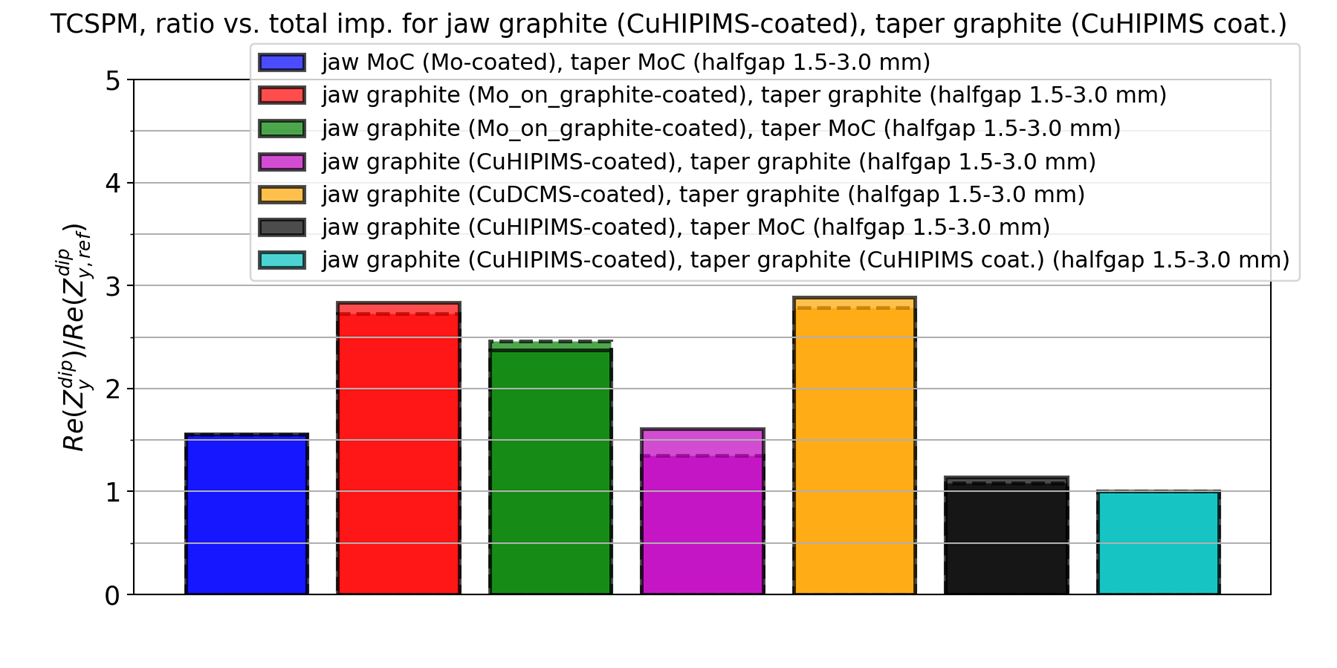 TCSPM, ratio vs. total imp. for jaw graphite (CuHIPIMS-coated), taper graphite (CuHIPIMS coat.)
jaw MoC (Mo-coated), taper MoC (halfgap 1.5-3.0 mm)
jaw graphite (Mo_on_graphite-coated), taper graphite (halfgap 1.5-3.0 mm)
jaw graphite (Mo_on_graphite-coated), taper MoC (halfgap 1.5-3.0 mm)
jaw graphite (CuHIPIMS-coated), taper graphite (halfgap 1.5-3.0 mm)
jaw graphite (CuDCMS-coated), taper graphite (halfgap 1.5-3.0 mm)
jaw graphite (CuHIPIMS-coated), taper MoC (halfgap 1.5-3.0 mm)
jaw graphite (CuHIPIMS-coated), taper graphite (CuHIPIMS coat.) (halfgap 1.5-3.0 mm)
Re(Z_y^{dip})/Re(Z_{y,ref}^{dip})
5
4
3
2
1
0